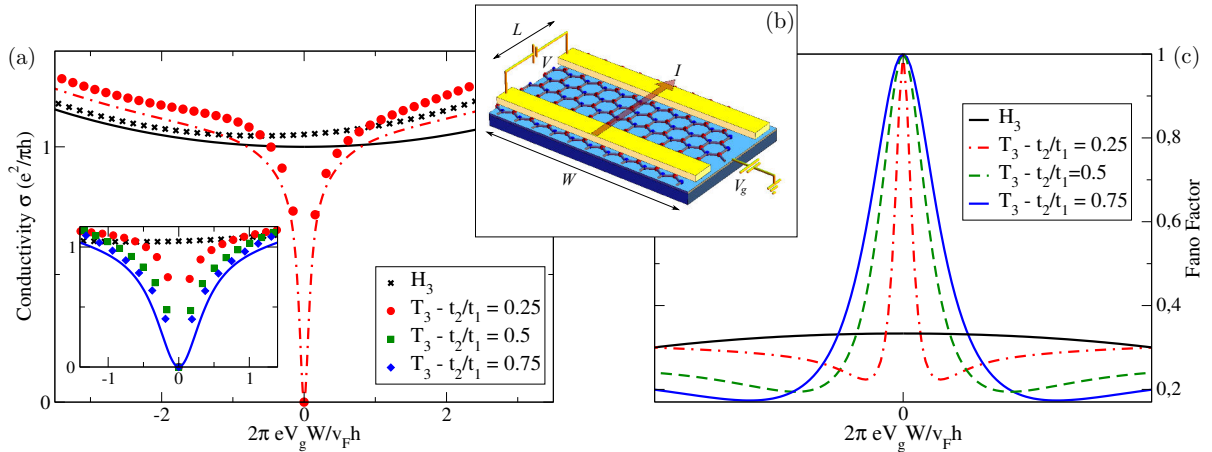 (a)
Conductivity σ (e²/πh)
1
0
-2
0
2
2π eV_gW/v_Fh
1
0
-1
0
1
H₃
T₃ - t₂/t₁ = 0.25
T₃ - t₂/t₁ = 0.5
T₃ - t₂/t₁ = 0.75
(b)
L
V
I
W
V_g
(c)
1
0,8
0,6
0,4
0,2
Fano Factor
H₃
T₃ - t₂/t₁ = 0.25
T₃ - t₂/t₁=0.5
T₃ - t₂/t₁ = 0.75
0
2π eV_gW/v_Fh